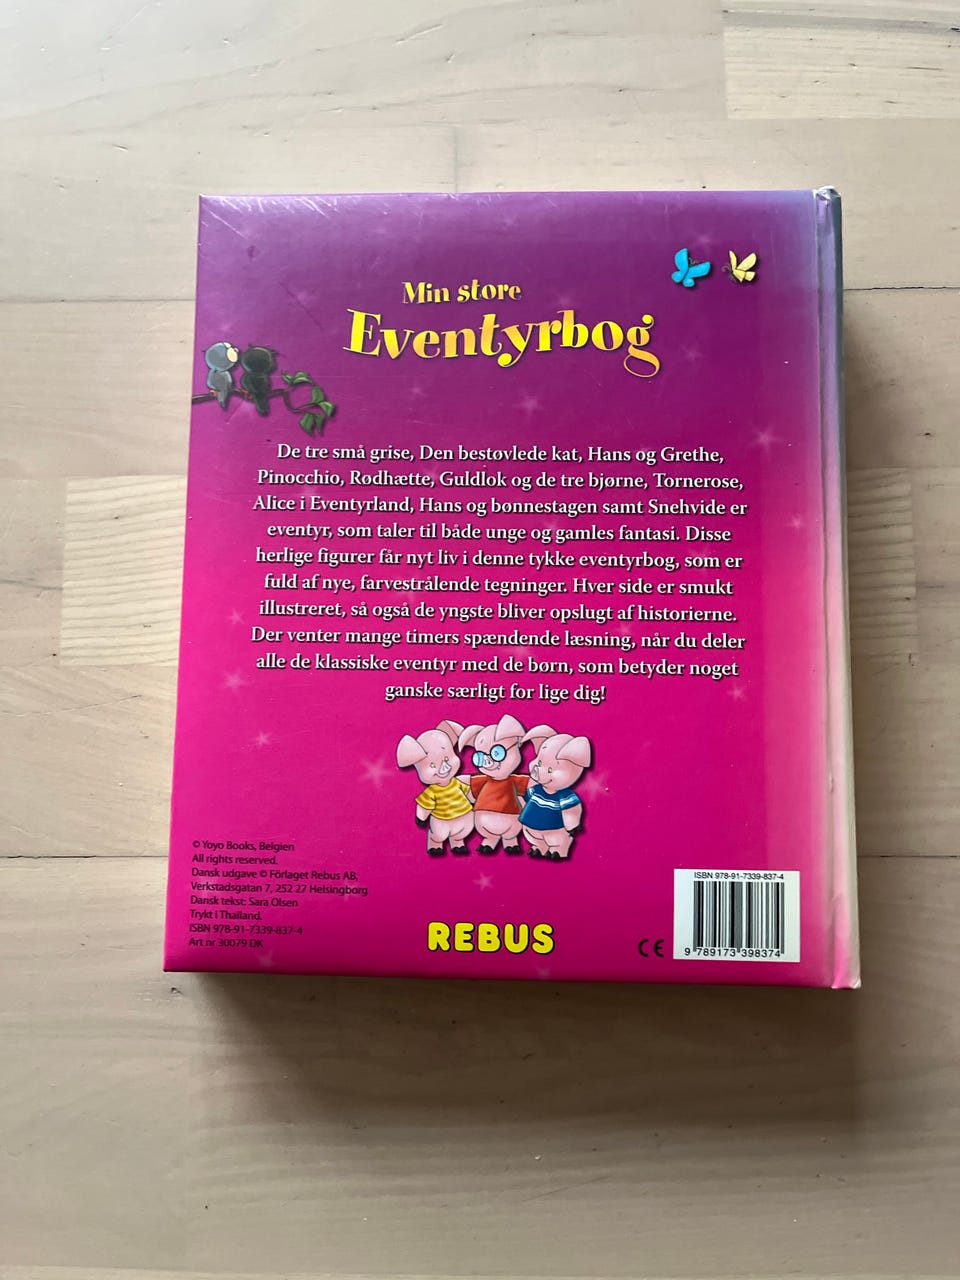 Min store
Eventyrbog
De tre små grise, Den bestøvlede kat, Hans og Grethe,
Pinocchio, Rødhætte, Guldlok og de tre bjørne, Tornerose,
Alice i Eventyrland, Hans og bønnestagen samt Snehvide er
eventyr, som taler til både unge og gamles fantasi. Disse
herlige figurer får nyt liv i denne tykke eventyrbog, som er
fuld af nye, farvestrålende tegninger. Hver side er smukt
illustreret, så også de yngste bliver opslugt af historierne.
Der venter mange timers spændende læsning, når du deler
alle de klassiske eventyr med de børn, som betyder noget
ganske særligt for lige dig!
© Yoyo Books, Belgien
All rights reserved.
Dansk udgave © Förlaget Rebus AB,
Verkstadsgatan 7, 252 27 Helsingborg
Dansk tekst: Sara Olsen
Trykt i Thailand.
ISBN 978-91-7339-837-4
Art nr 30079 DK
REBUS
CE
ISBN 978-91-7339-837-4
9 789173 398374